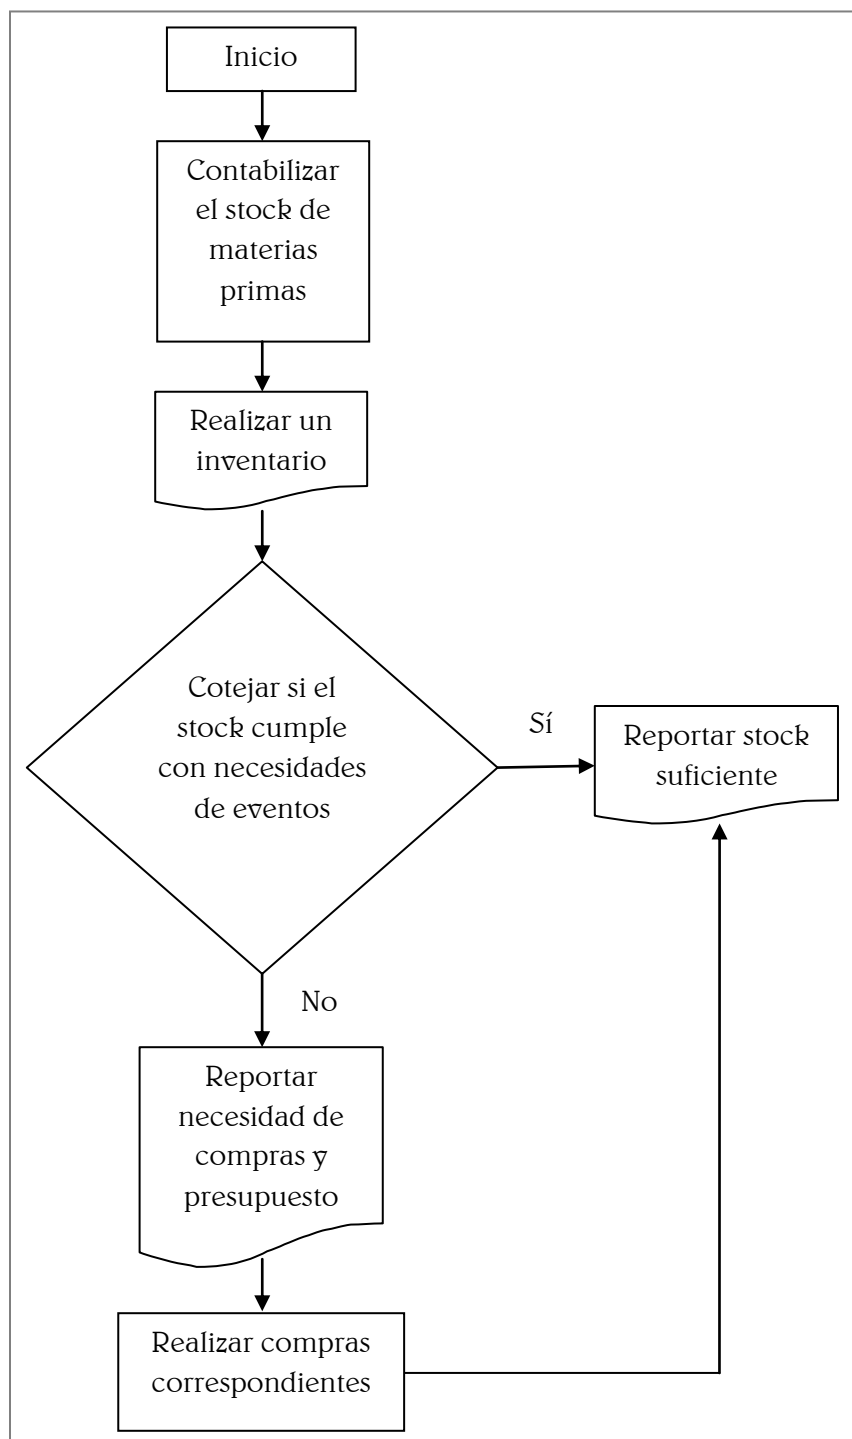 Inicio
Contabilizar
el stock de
materias
primas
Realizar un
inventario
Cotejar si el
stock cumple
con necesidades
de eventos
Sí
Reportar stock
suficiente
No
Reportar
necesidad de
compras y
presupuesto
Realizar compras
correspondientes